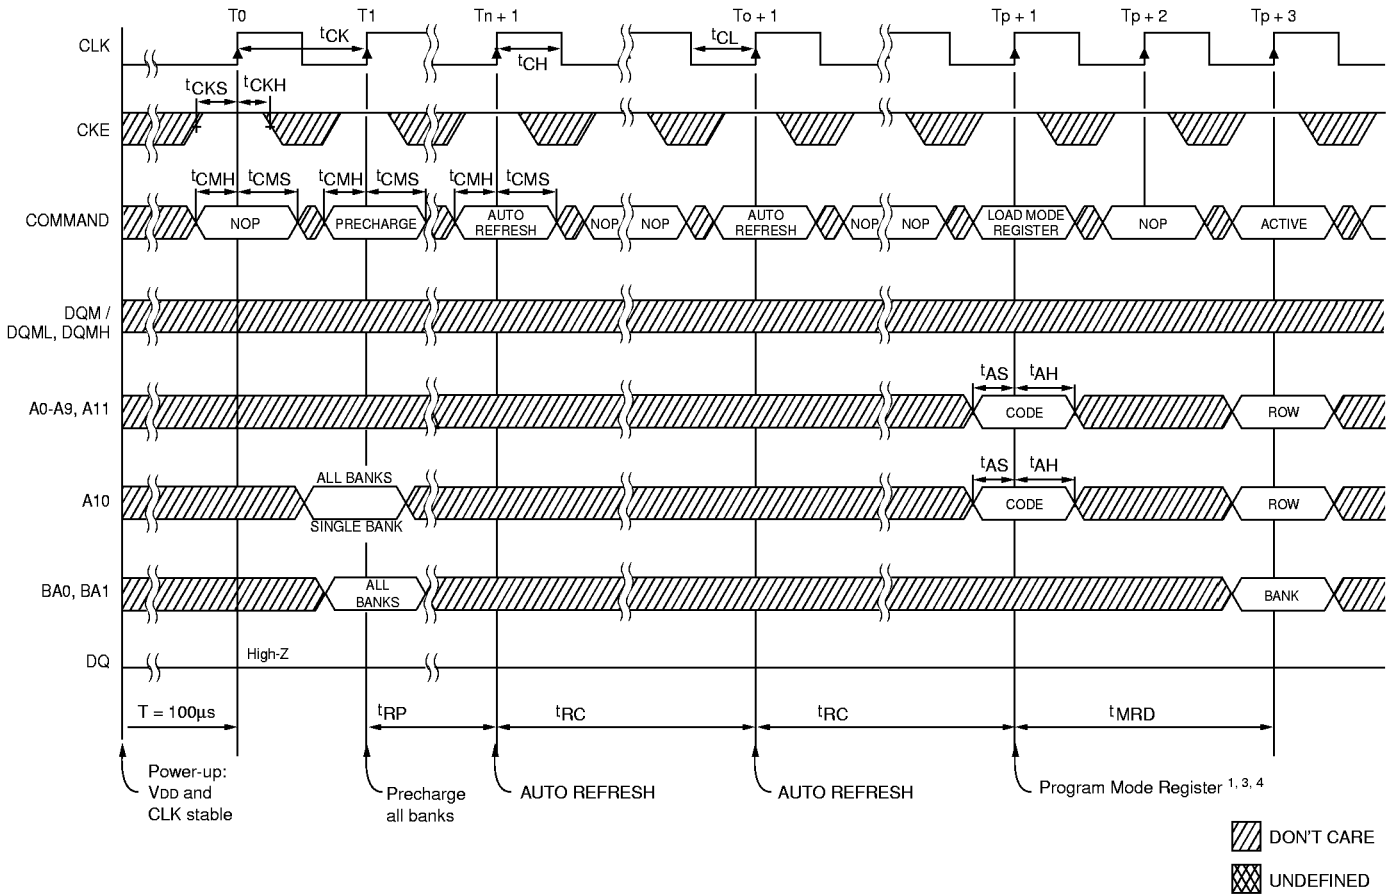 T0 T1 Tn + 1 To + 1 Tp + 1 Tp + 2 Tp + 3
CLK tCK tCH tCL
tCKS tCKH
CKE
tCMH tCMS tCMH tCMS tCMH tCMS
COMMAND NOP PRECHARGE AUTO REFRESH NOP NOP AUTO REFRESH NOP NOP LOAD MODE REGISTER NOP ACTIVE
DQM /
DQML, DQMH
tAS tAH
A0-A9, A11 CODE ROW
ALL BANKS tAS tAH
A10 CODE ROW
SINGLE BANK
BA0, BA1 ALL BANKS BANK
DQ High-Z
T = 100µs tRP tRC tRC tMRD
Power-up:
VDD and
CLK stable
Precharge
all banks
AUTO REFRESH
AUTO REFRESH
Program Mode Register 1, 3, 4
DON'T CARE
UNDEFINED